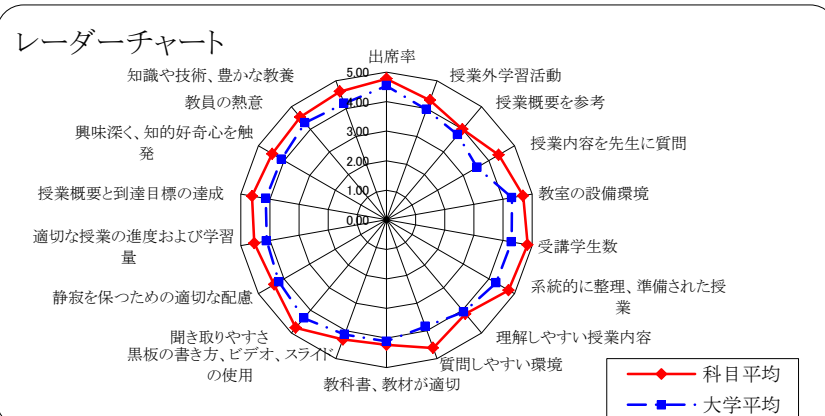 レーダーチャート
出席率
授業外学習活動
授業概要を参考
授業内容を先生に質問
教室の設備環境
受講学生数
系統的に整理、準備された授
業
理解しやすい授業内容
質問しやすい環境
教科書、教材が適切
黒板の書き方、ビデオ、スライド
の使用
聞き取りやすさ
静寂を保つための適切な配慮
適切な授業の進度および学習
量
授業概要と到達目標の達成
興味深く、知的好奇心を触
発
教員の熱意
知識や技術、豊かな教養
5.00
4.00
3.00
2.00
1.00
0.00
科目平均
大学平均